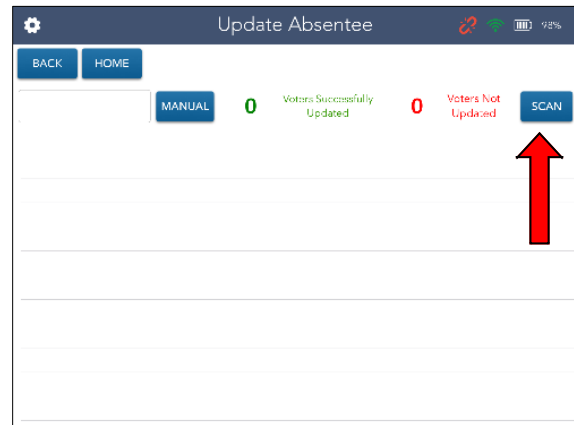 Update Absentee
98%
BACK HOME
MANUAL 0 Voters Successfully Updated 0 Voters Not Updated SCAN